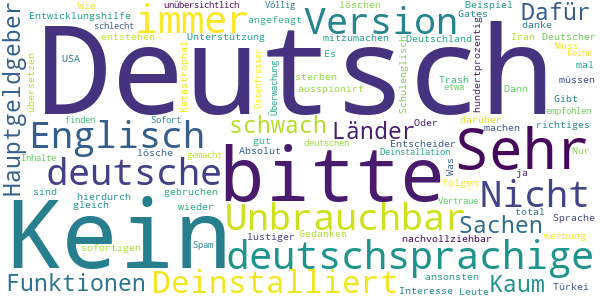 Wie unübersichtlich Völlig löschen Beispiel
Entwicklungshilfe immer angefeagt Version Gates Dafür
schlecht entstehen Unterstützung Es mitzumachen Deutschland danke
Hauptgeldgeber übersetzen USA Deutsch Iran Deutscher
Katastrophal Datenfresser Überwachung sterben ausspioniert Schulenglisch Trash etwa hundertprozentig Muss Keine mal
Dann müssen
finden Sofort schwach Länder Oder darüber Gibt empfohlen
Englisch gut machen richtiges
Inhalte lösche Absolut deutschen Entscheider Sehr Nur
deutsche gemacht bitte Deinstallation Was ja
Kein sind gebrochen Vertraue folgen Nicht
hierdurch
gleich wieder Unbrauchbar total Sprache
Gedanken nachvollziehbar Sachen werbung
sofortigen Spam lustiger deutschsprachige
Funktionen Deinstalliert ansonsten Kaum Türkei
Interesse Leute